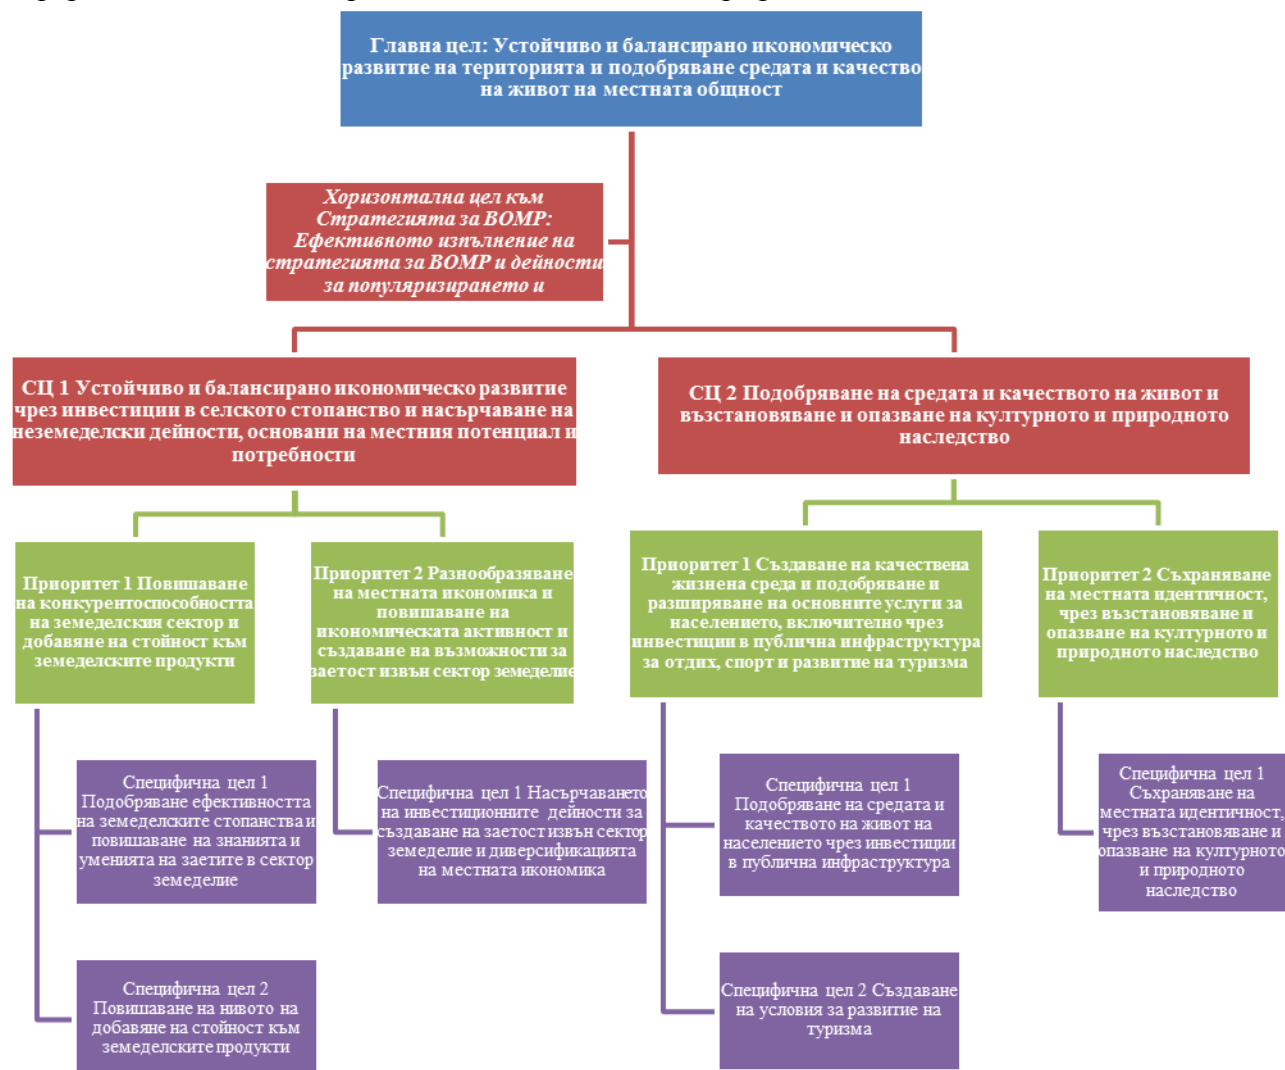 Главна цел: Устойчиво и балансирано икономическо
развитие на територията и подобряване средата и качество
на живот на местната общност
Хоризонтална цел към
Стратегията за ВОМР:
Ефективното изпълнение на
стратегията за ВОМР и дейности
за популяризирането и
СЦ 1 Устойчиво и балансирано икономическо развитие
чрез инвестиции в селското стопанство и насърчаване на
неземеделски дейности, основани на местния потенциал и
потребности
СЦ 2 Подобряване на средата и качеството на живот и
възстановяване и опазване на културното и природното
наследство
Приоритет 1 Повишаване
на конкурентоспособността
на земеделския сектор и
добавяне на стойност към
земеделските продукти
Приоритет 2 Разнообразяване
на местната икономика и
повишаване на
икономическата активност и
създаване на възможности за
заетост извън сектор земеделие
Приоритет 1 Създаване на качествена
жизнена среда и подобряване и
разширяване на основните услуги за
населението, включително чрез
инвестиции в публична инфраструктура
за отдих, спорт и развитие на туризма
Приоритет 2 Съхраняване
на местната идентичност,
чрез възстановяване и
опазване на културното и
природното наследство
Специфична цел 1
Подобряване ефективността
на земеделските стопанства и
повишаване на знанията и
уменията на заетите в сектор
земеделие
Специфична цел 1 Насърчаването
на инвестиционните дейности за
създаване на заетост извън сектор
земеделие и диверсификацията
на местната икономика
Специфична цел 1
Подобряване на средата и
качеството на живот на
населението чрез инвестиции
в публична инфраструктура
Специфична цел 1
Съхраняване на
местната идентичност,
чрез възстановяване и
опазване на културното
и природното
наследство
Специфична цел 2
Повишаване на нивото на
добавяне на стойност към
земеделските продукти
Специфична цел 2 Създаване
на условия за развитие на
туризма